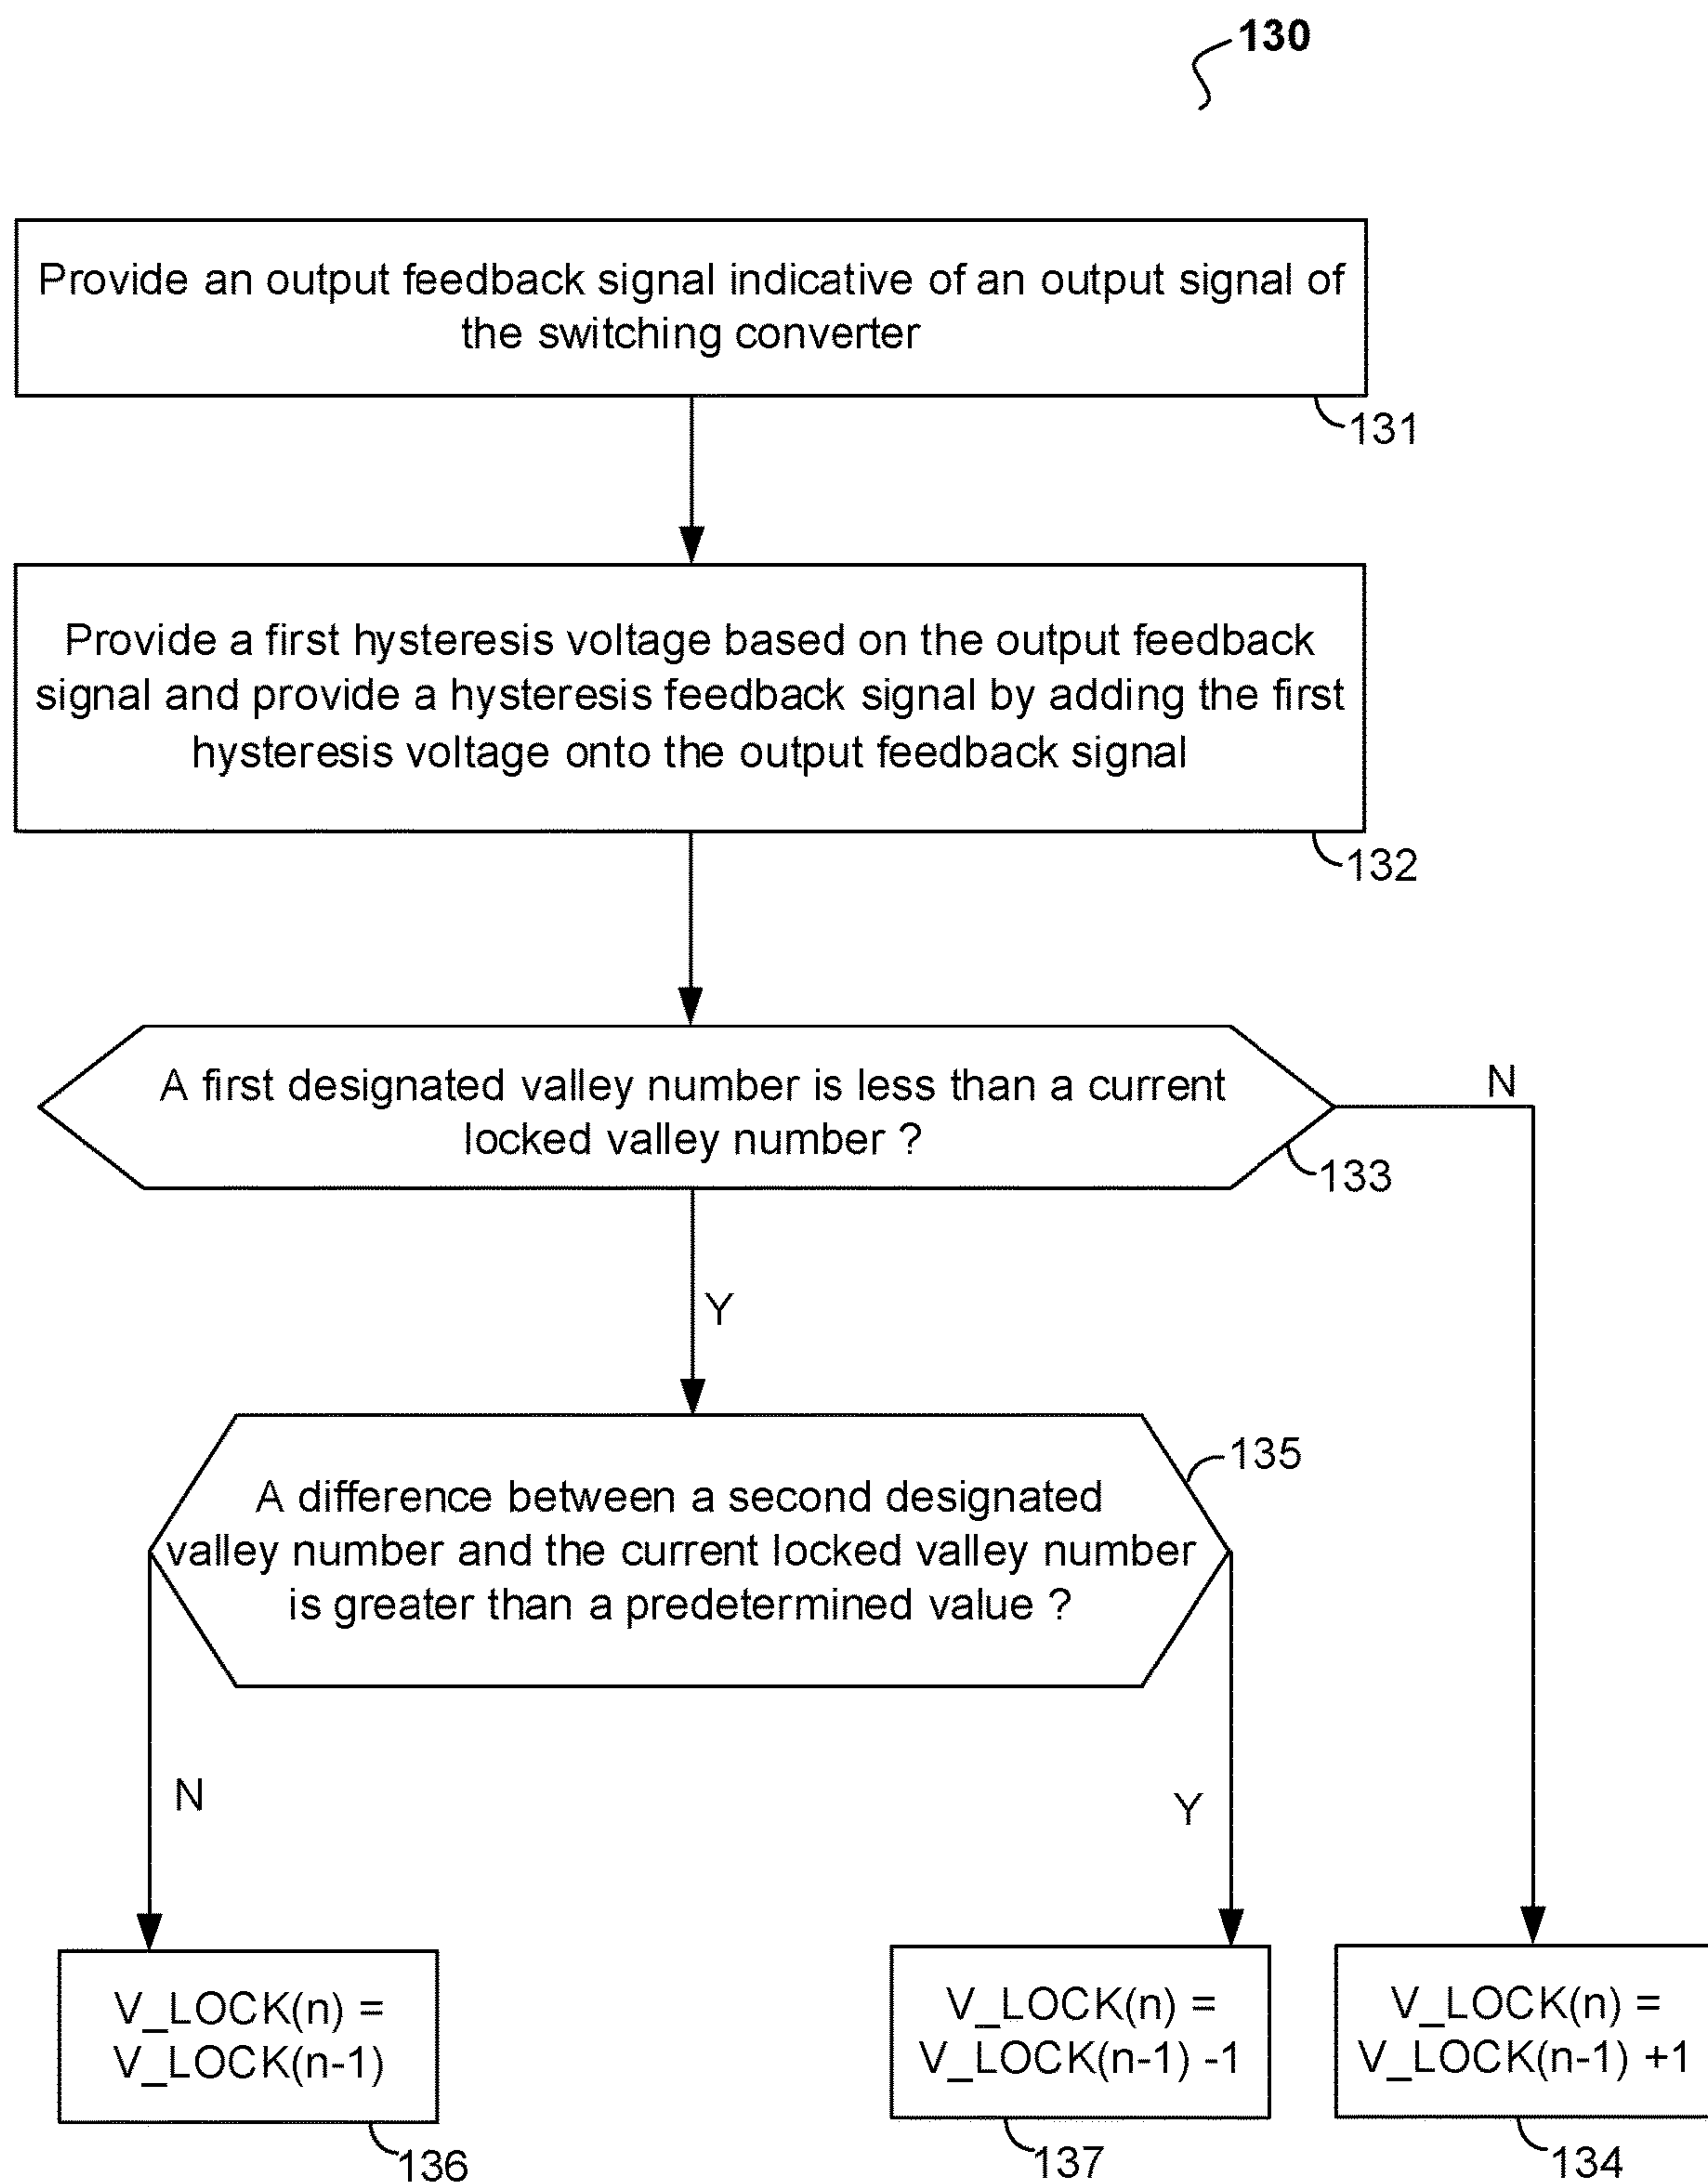 130
Provide an output feedback signal indicative of an output signal of
the switching converter
131
Provide a first hysteresis voltage based on the output feedback
signal and provide a hysteresis feedback signal by adding the first
hysteresis voltage onto the output feedback signal
132
A first designated valley number is less than a current
locked valley number ?
N
133
Y
135
A difference between a second designated
valley number and the current locked valley number
is greater than a predetermined value ?
N
Y
V_LOCK(n) =
V_LOCK(n-1)
136
V_LOCK(n) =
V_LOCK(n-1) -1
137
V_LOCK(n) =
V_LOCK(n-1) +1
134